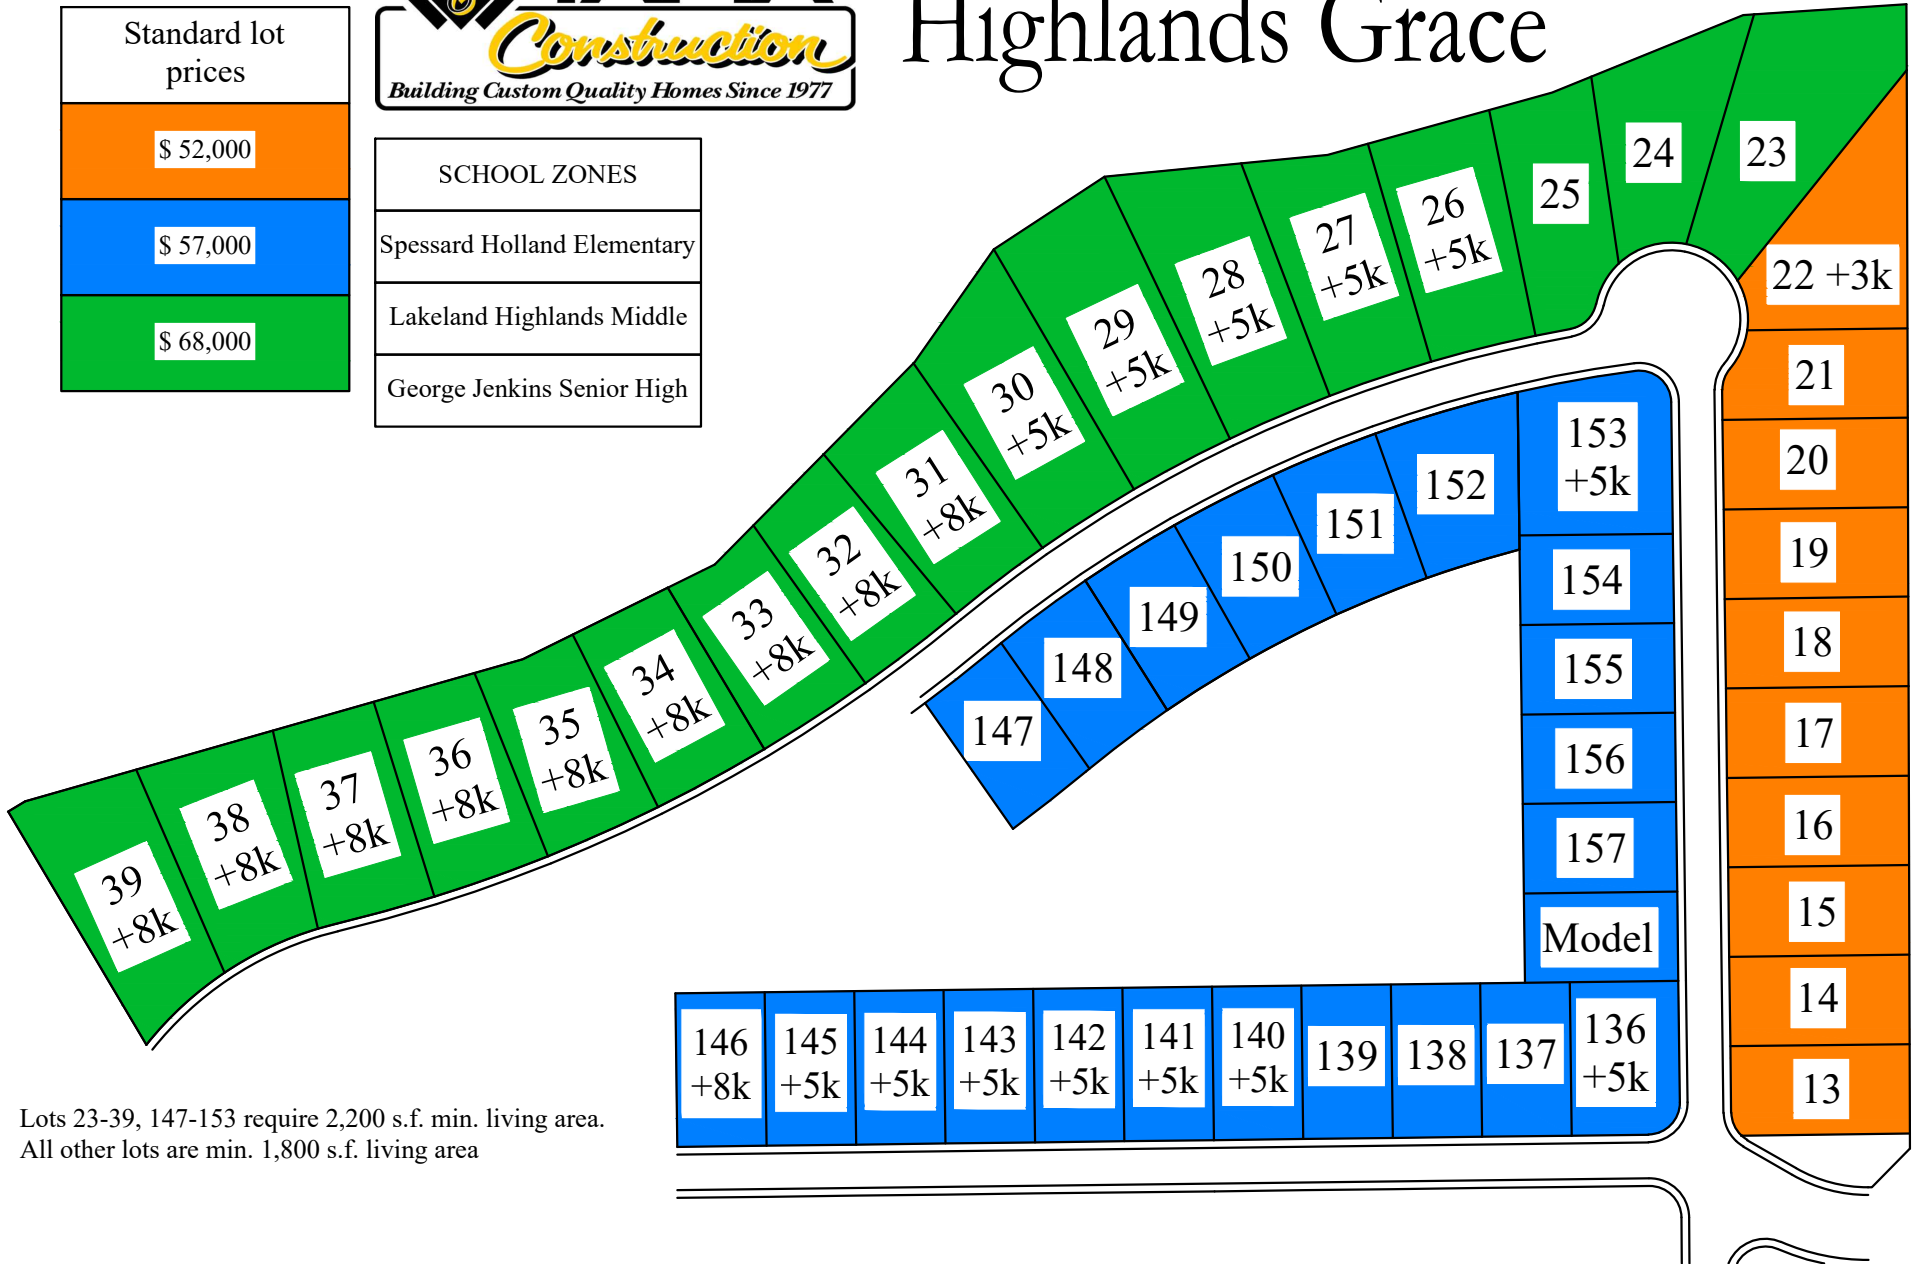 Highlands Grace
Construction
Building Custom Quality Homes Since 1977
Standard lot
prices
$ 52,000
$ 57,000
$ 68,000
SCHOOL ZONES
Spessard Holland Elementary
Lakeland Highlands Middle
George Jenkins Senior High
23
24
25
26
+5k
27
+5k
28
+5k
29
+5k
30
+5k
31
+8k
32
+8k
33
+8k
34
+8k
35
+8k
36
+8k
37
+8k
38
+8k
39
+8k
22 +3k
21
20
19
18
17
16
15
14
13
153
+5k
152
151
150
149
148
147
154
155
156
157
Model
146
+8k
145
+5k
144
+5k
143
+5k
142
+5k
141
+5k
140
+5k
139
138
137
136
+5k
Lots 23-39, 147-153 require 2,200 s.f. min. living area.
All other lots are min. 1,800 s.f. living area